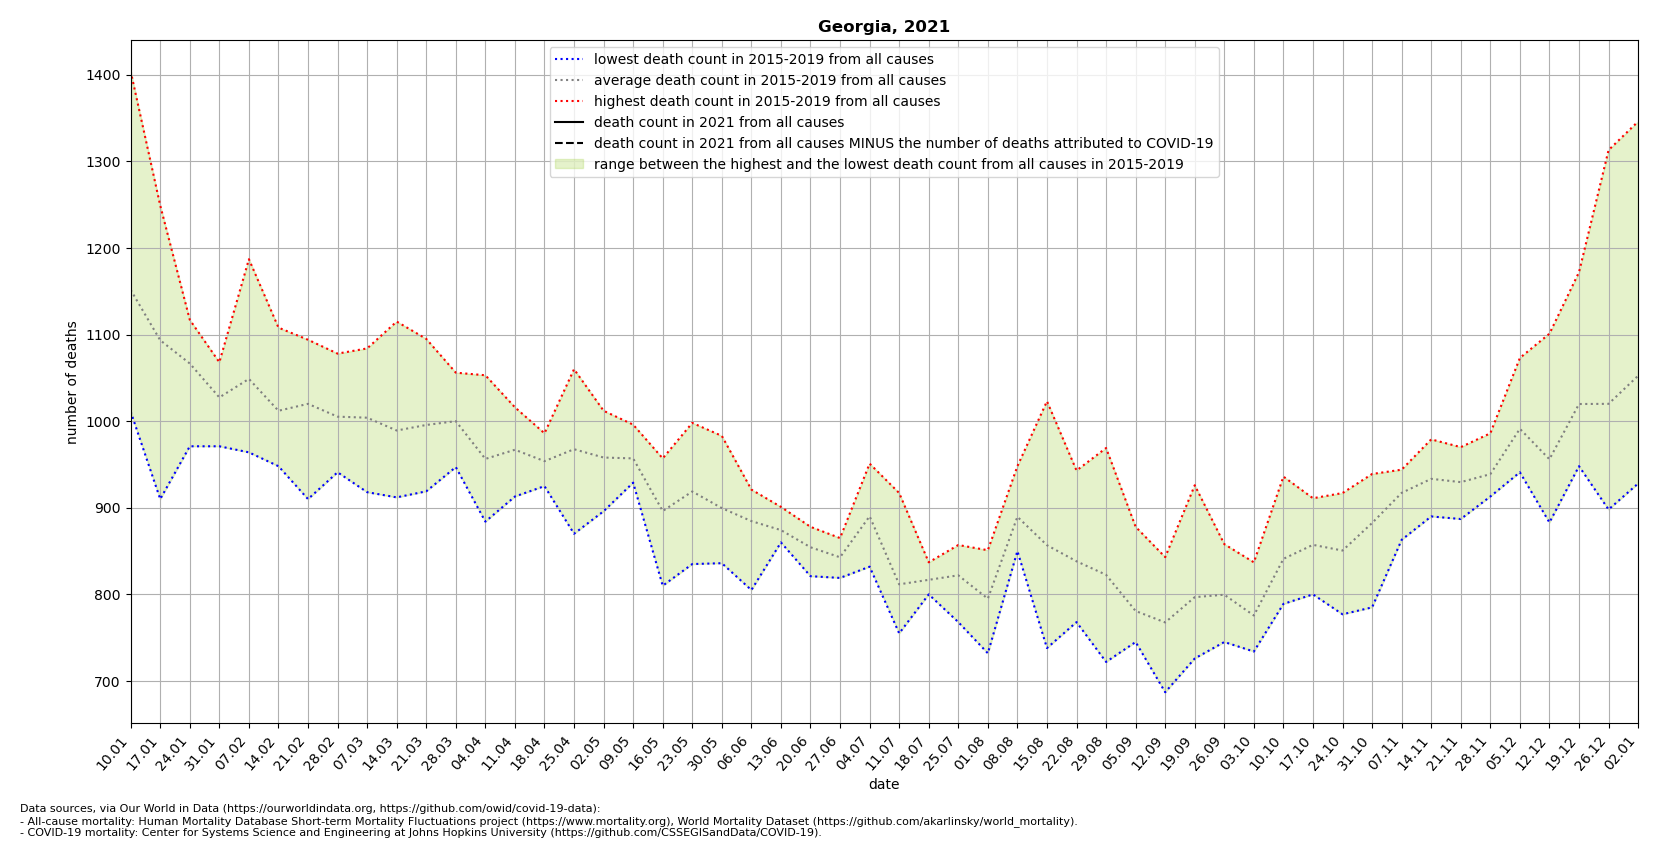 Georgia, 2021
lowest death count in 2015-2019 from all causes
average death count in 2015-2019 from all causes
highest death count in 2015-2019 from all causes
death count in 2021 from all causes
death count in 2021 from all causes MINUS the number of deaths attributed to COVID-19
range between the highest and the lowest death count from all causes in 2015-2019
number of deaths
1400
1300
1200
1100
1000
900
800
700
10.01 17.01 24.01 31.01 07.02 14.02 21.02 28.02 07.03 14.03 21.03 28.03 04.04 11.04 18.04 25.04 02.05 09.05 16.05 23.05 30.05 06.06 13.06 20.06 27.06 04.07 11.07 18.07 25.07 01.08 08.08 15.08 22.08 29.08 05.09 12.09 19.09 26.09 03.10 10.10 17.10 24.10 31.10 07.11 14.11 21.11 28.11 05.12 12.12 19.12 26.12 02.01
date
Data sources, via Our World in Data (https://ourworldindata.org, https://github.com/owid/covid-19-data):
- All-cause mortality: Human Mortality Database Short-term Mortality Fluctuations project (https://www.mortality.org), World Mortality Dataset (https://github.com/akarlinsky/world_mortality).
- COVID-19 mortality: Center for Systems Science and Engineering at Johns Hopkins University (https://github.com/CSSEGISandData/COVID-19).